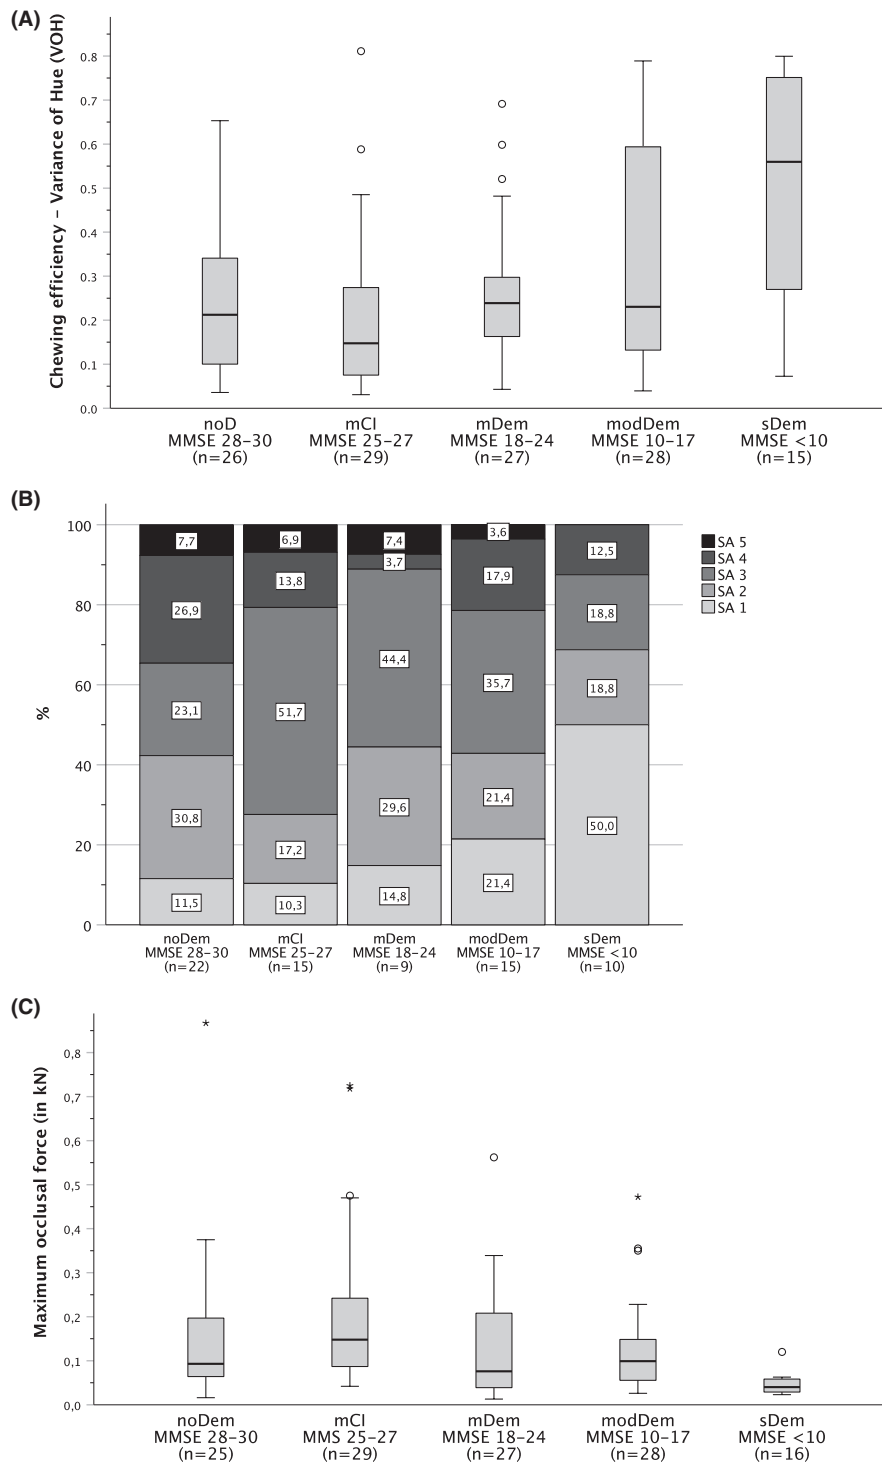 (A)
Chewing efficiency – Variance of Hue (VOH)
0.8
0.7
0.6
0.5
0.4
0.3
0.2
0.1
0.0
noD
MMSE 28–30
(n=26)
mCI
MMSE 25–27
(n=29)
mDem
MMSE 18–24
(n=27)
modDem
MMSE 10–17
(n=28)
sDem
MMSE <10
(n=15)
(B)
%
100
80
60
40
20
0
7,7
26,9
23,1
30,8
11,5
6,9
13,8
51,7
17,2
10,3
7,4
3,7
44,4
29,6
14,8
3,6
17,9
35,7
21,4
21,4
12,5
18,8
18,8
50,0
SA 5
SA 4
SA 3
SA 2
SA 1
noDem
MMSE 28–30
(n=22)
mCI
MMSE 25–27
(n=15)
mDem
MMSE 18–24
(n=9)
modDem
MMSE 10–17
(n=15)
sDem
MMSE <10
(n=10)
(C)
Maximum occlusal force (in kN)
0,8
0,7
0,6
0,5
0,4
0,3
0,2
0,1
0,0
noDem
MMSE 28–30
(n=25)
mCI
MMS 25–27
(n=29)
mDem
MMSE 18–24
(n=27)
modDem
MMSE 10–17
(n=28)
sDem
MMSE <10
(n=16)